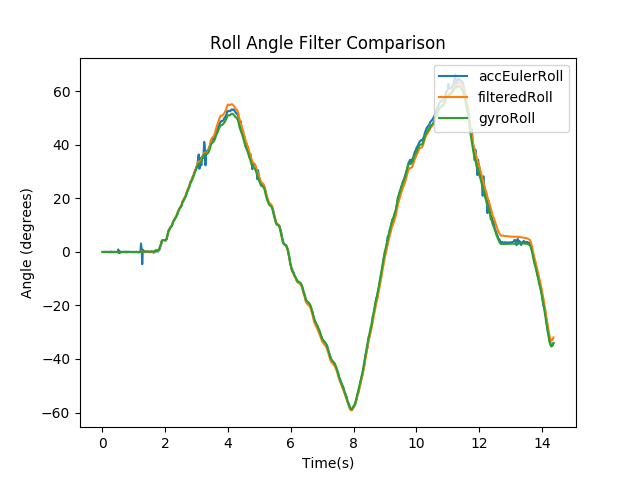 Roll Angle Filter Comparison
accEulerRoll
filteredRoll
gyroRoll
60
40
20
0
−20
−40
−60
Angle (degrees)
0 2 4 6 8 10 12 14
Time(s)